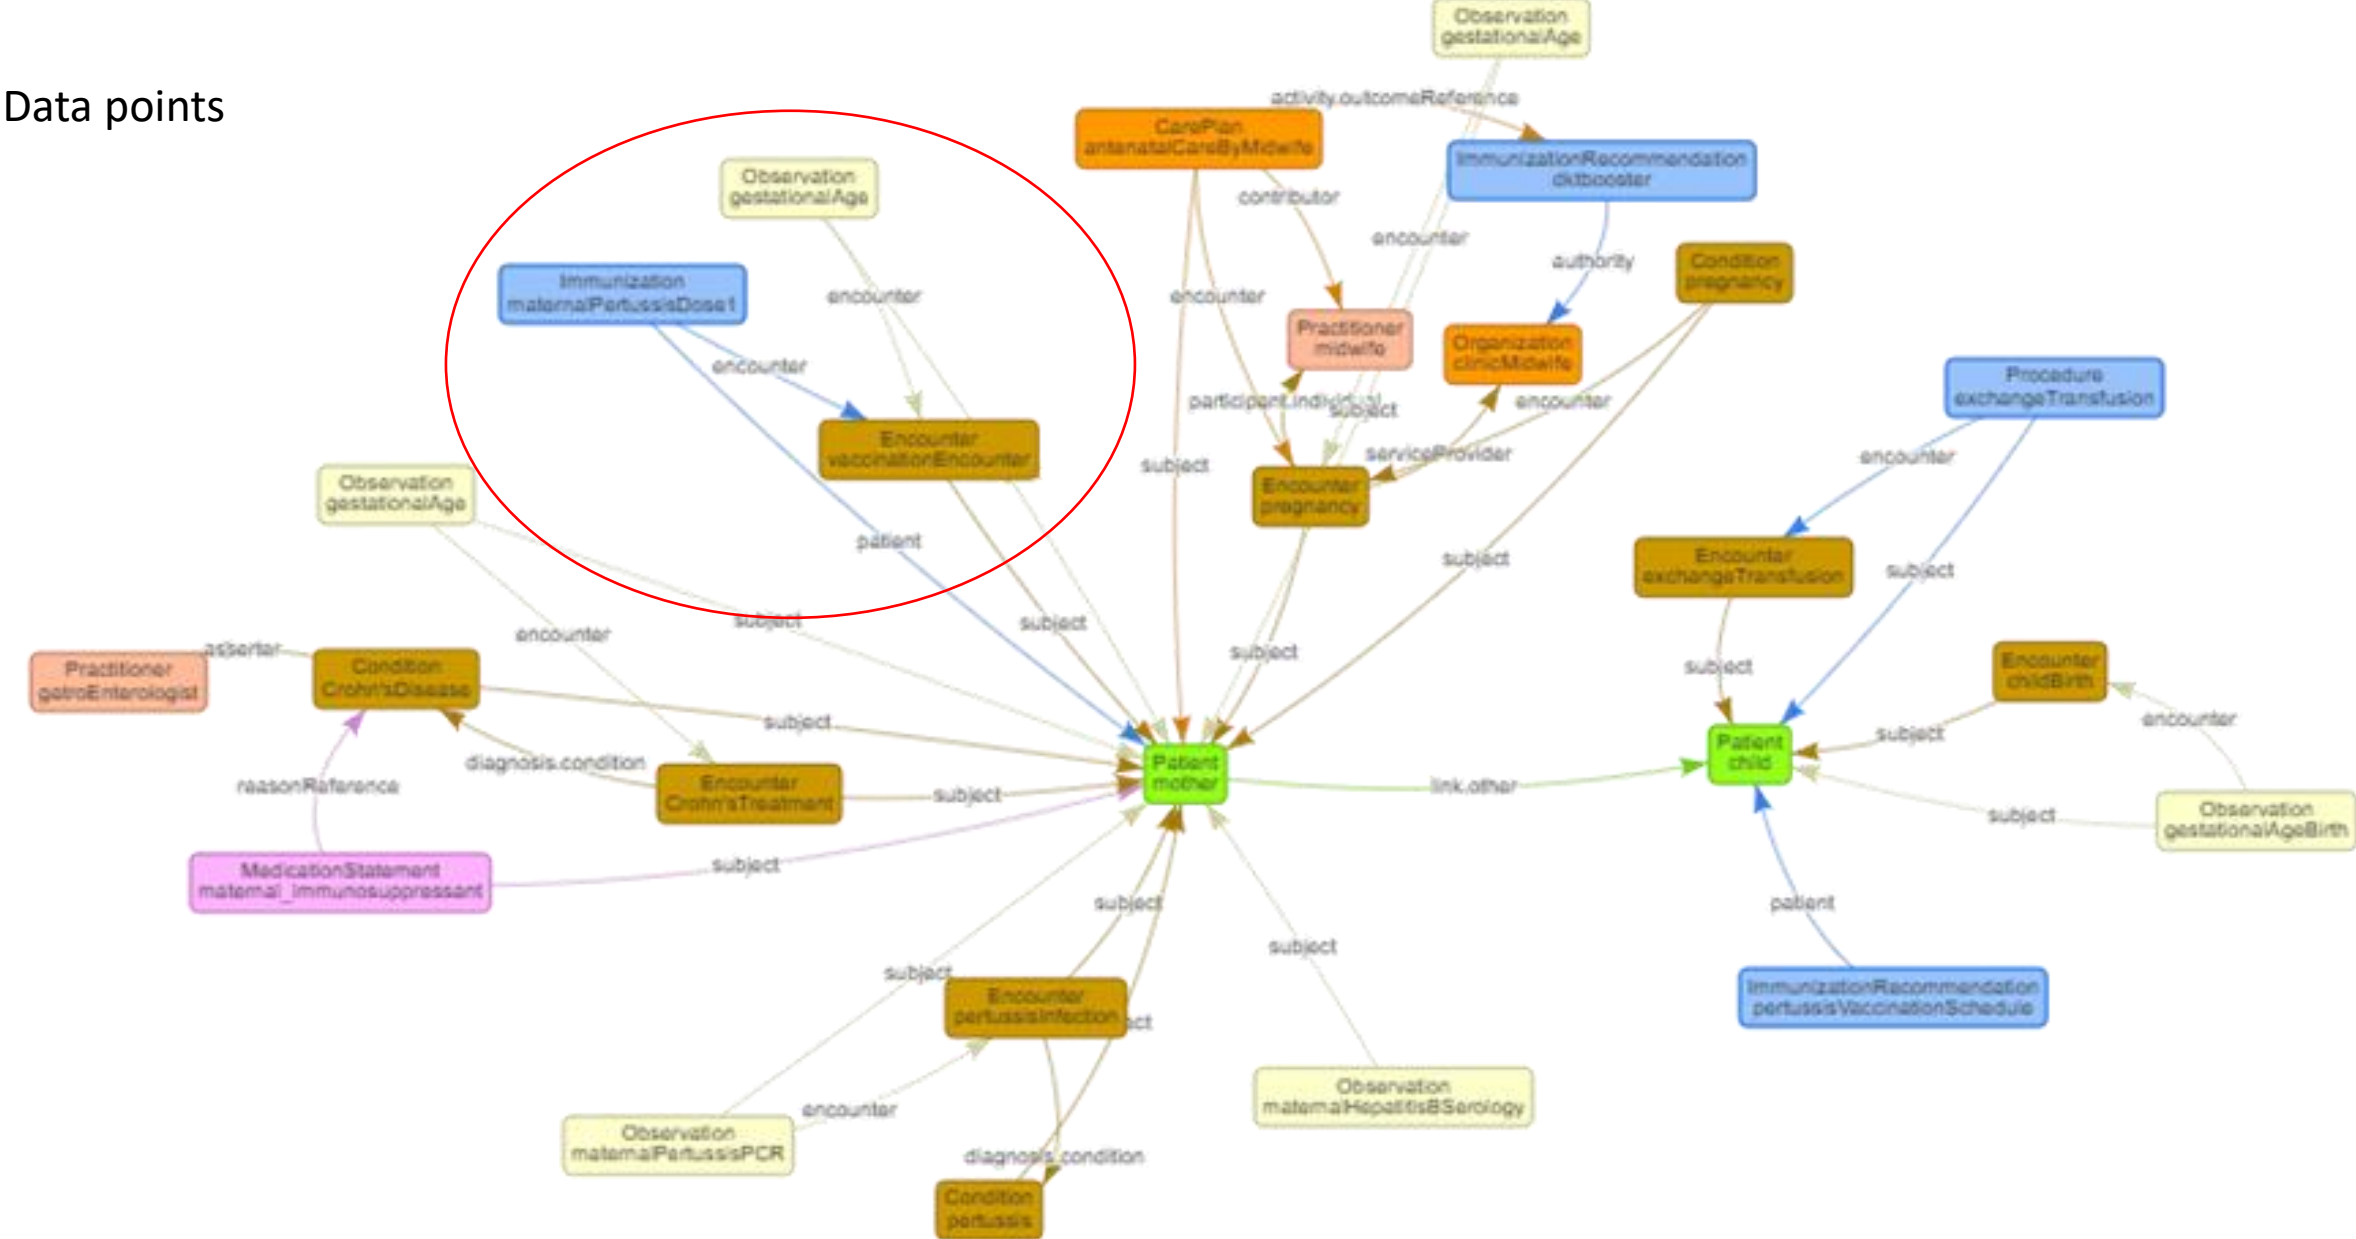 Data points
Observation
gestationalAge
activity.outcomeReference
CarePlan
antenatalCareByMidwife
ImmunizationRecommendation
dktbooster
Observation
gestationalAge
contributor
encounter
authority
Condition
pregnancy
Immunization
maternalPertussisDose1
encounter
encounter
Practitioner
midwife
Organization
clinicMidwife
encounter
Procedure
exchangeTransfusion
participant.individual
subject
encounter
Encounter
vaccinationEncounter
subject
serviceProvider
encounter
Observation
gestationalAge
Encounter
pregnancy
patient
subject
Encounter
exchangeTransfusion
subject
subject
subject
encounter
subject
asserter
Practitioner
gatroEnterologist
Condition
Crohn'sDisease
subject
Encounter
childBirth
subject
encounter
subject
diagnosis.condition
Patient
mother
Patient
child
reasonReference
Encounter
Crohn'sTreatment
subject
link.other
Observation
gestationalAgeBirth
subject
MedicationStatement
maternal_immunosuppressant
subject
subject
patient
subject
subject
Encounter
pertussisInfection
ect
ImmunizationRecommendation
pertussisVaccinationSchedule
Observation
maternalHepatitisBSerology
encounter
Observation
maternalPertussisPCR
diagnosis.condition
Condition
pertussis